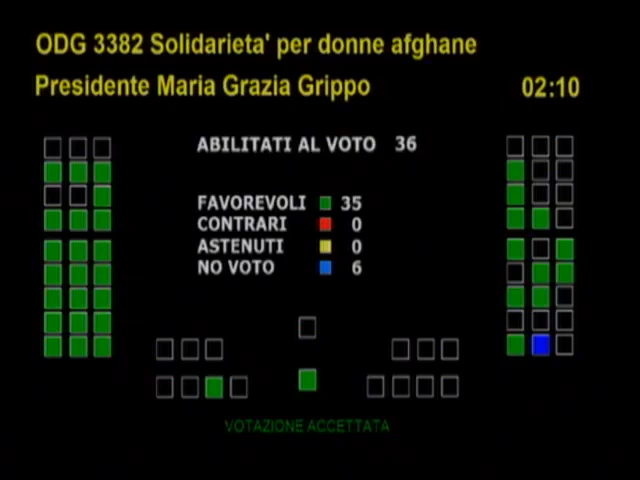 ODG 3382 Solidarieta' per donne afghane
Presidente Maria Grazia Grippo 02:10
ABILITATI AL VOTO 36
FAVOREVOLI 35
CONTRARI 0
ASTENUTI 0
NO VOTO 6
VOTAZIONE ACCETTATA